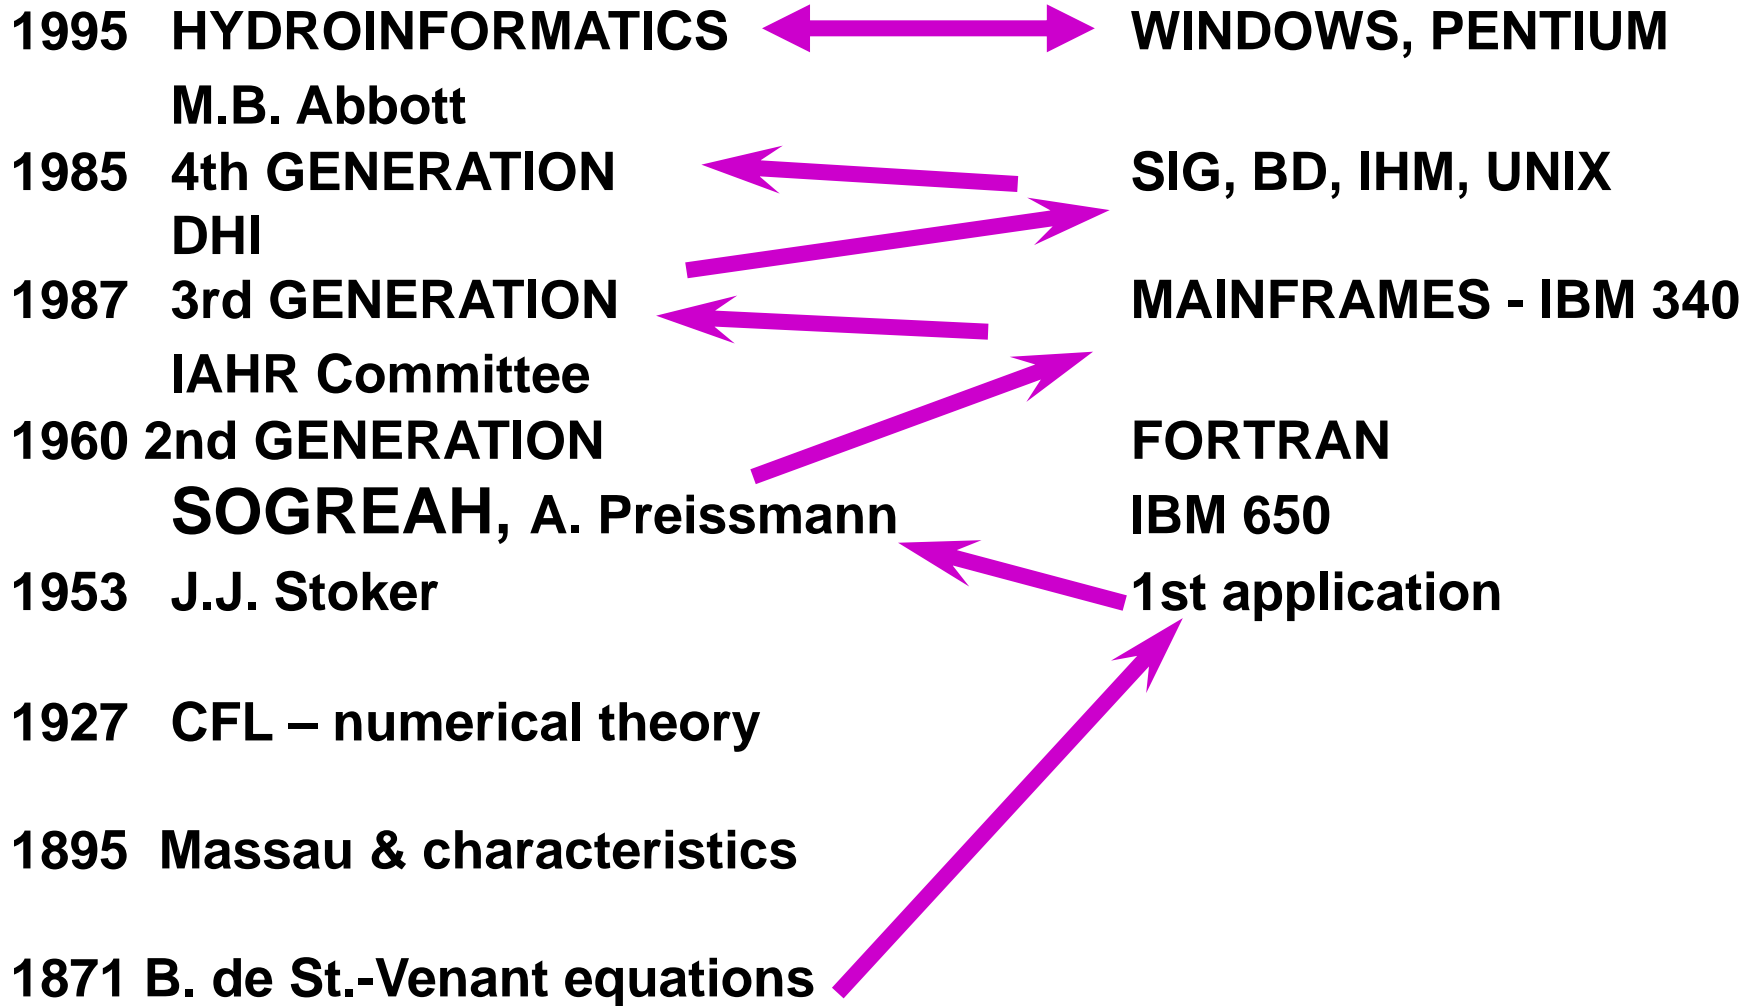 1995 HYDROINFORMATICS WINDOWS, PENTIUM
M.B. Abbott
1985 4th GENERATION SIG, BD, IHM, UNIX
DHI
1987 3rd GENERATION MAINFRAMES - IBM 340
IAHR Committee
1960 2nd GENERATION FORTRAN
SOGREAH, A. Preissmann IBM 650
1953 J.J. Stoker 1st application
1927 CFL – numerical theory
1895 Massau & characteristics
1871 B. de St.-Venant equations